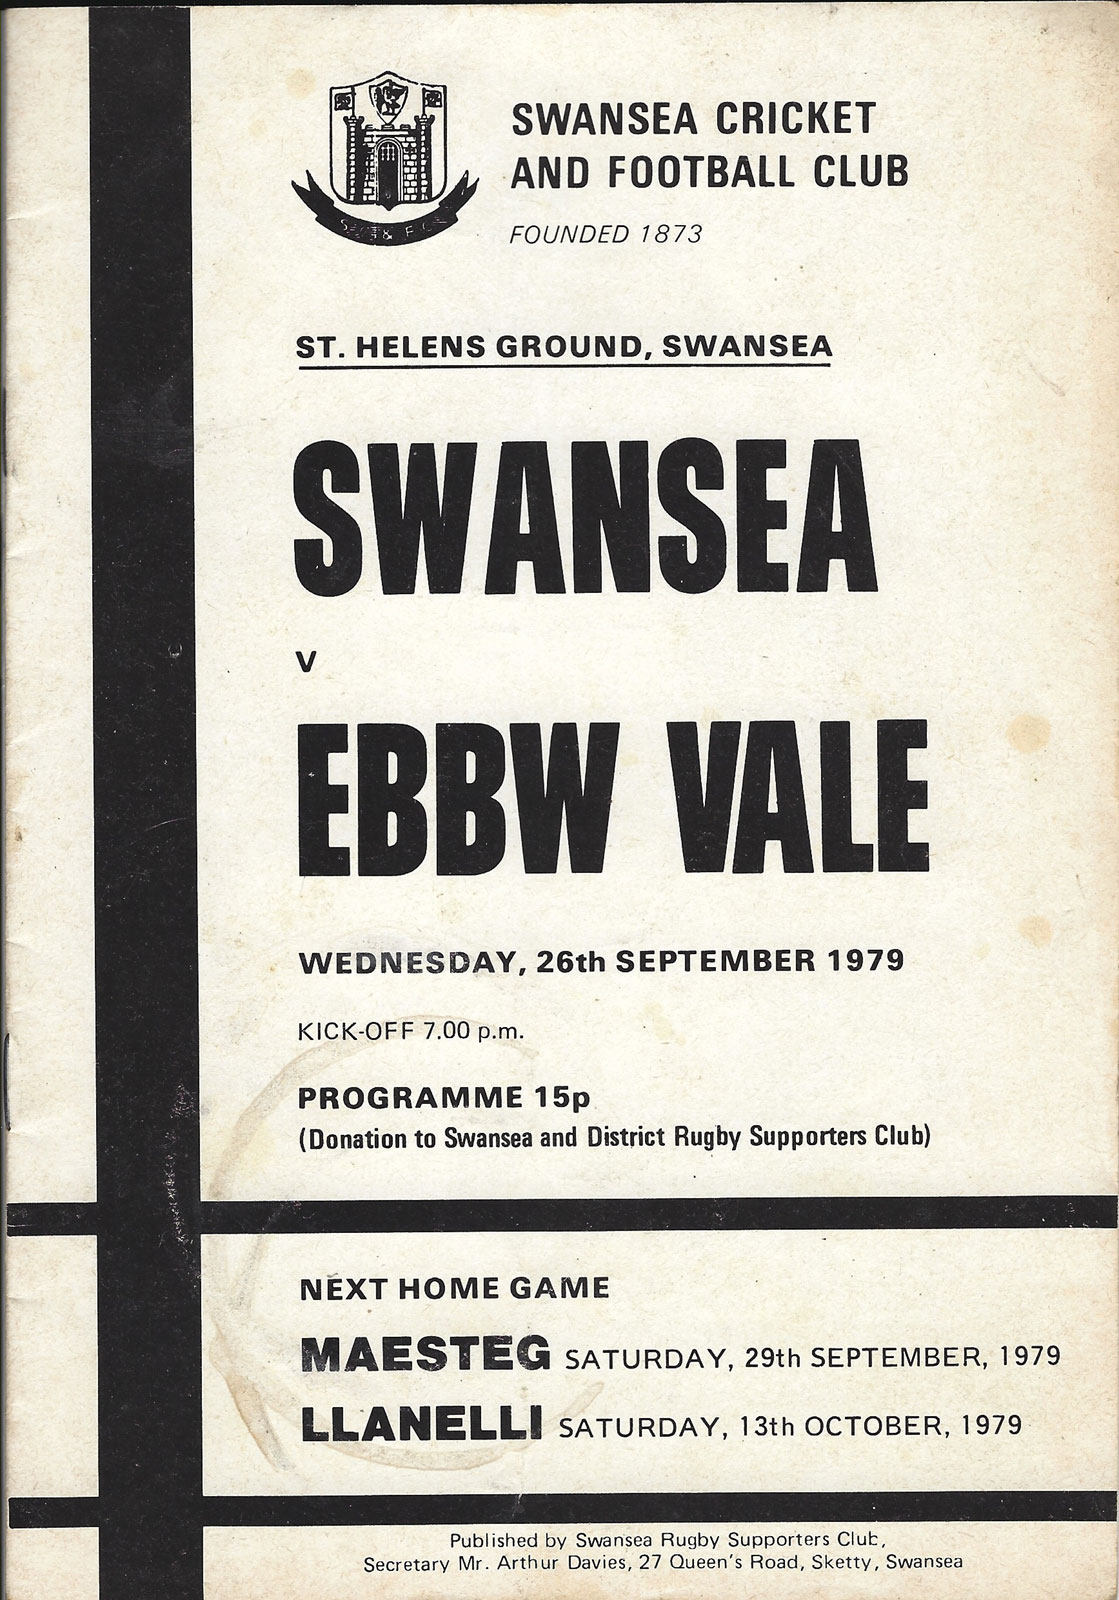 SWANSEA CRICKET
AND FOOTBALL CLUB
FOUNDED 1873
ST. HELENS GROUND, SWANSEA
SWANSEA
v
EBBW VALE
WEDNESDAY, 26th SEPTEMBER 1979
KICK-OFF 7.00 p.m.
PROGRAMME 15p
(Donation to Swansea and District Rugby Supporters Club)
NEXT HOME GAME
MAESTEG SATURDAY, 29th SEPTEMBER, 1979
LLANELLI SATURDAY, 13th OCTOBER, 1979
Published by Swansea Rugby Supporters Club,
Secretary Mr. Arthur Davies, 27 Queen's Road, Sketty, Swansea